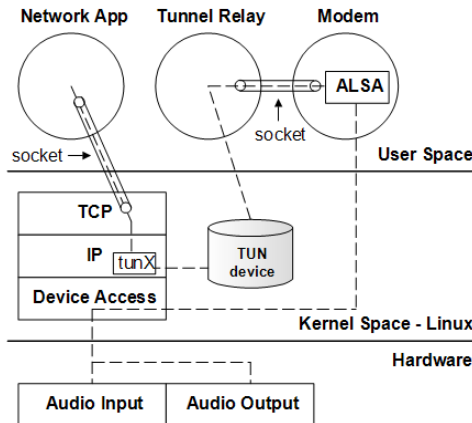 Network App Tunnel Relay Modem
ALSA
socket
socket
User Space
TCP
IP tunX
TUN
device
Device Access
Kernel Space - Linux
Hardware
Audio Input Audio Output